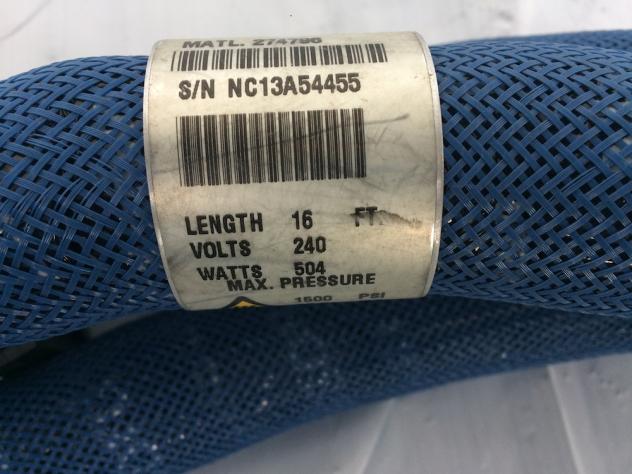 MATL. 274796
S/N NC13A54455
LENGTH 16 FT.
VOLTS 240
WATTS 504
MAX. PRESSURE
1500 PSI